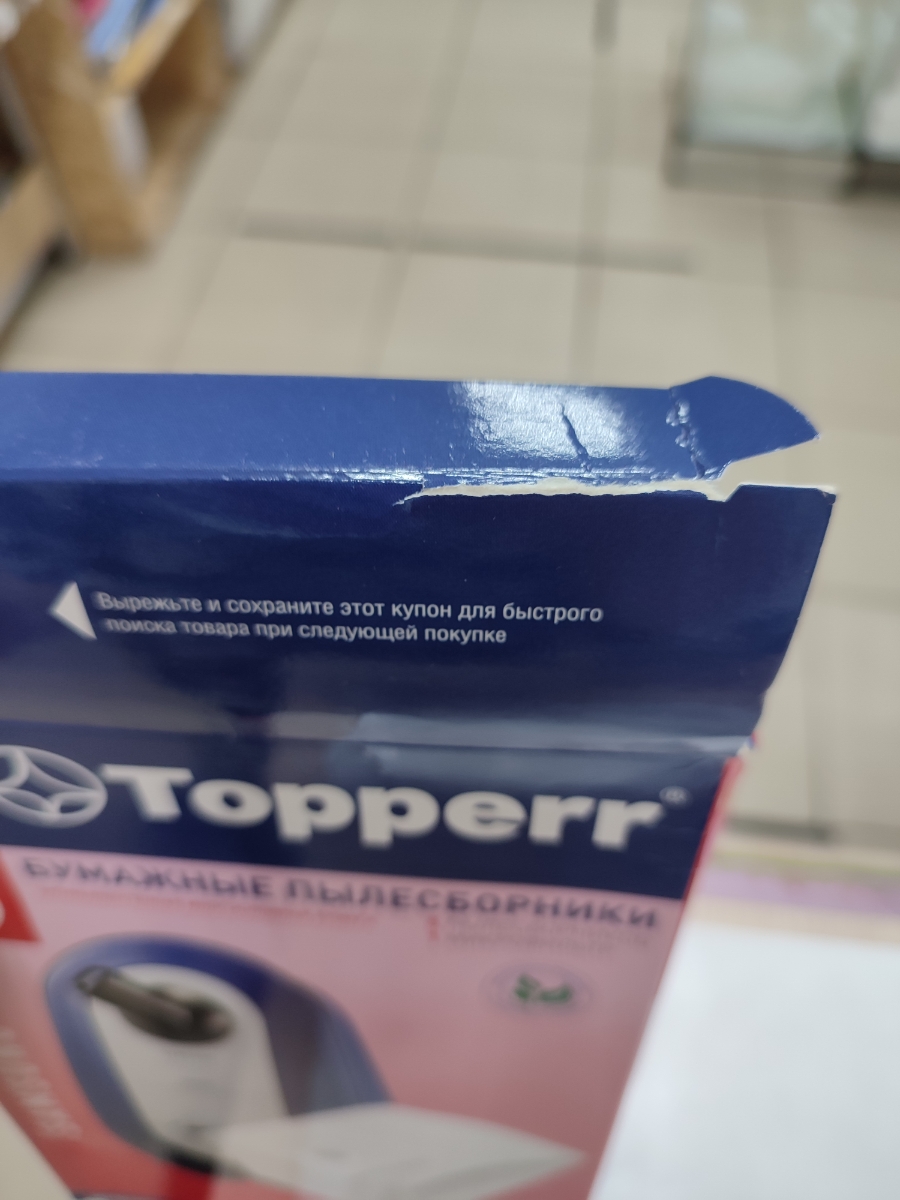 Вырежьте и сохраните этот купон для быстрого
поиска товара при следующей покупке
Topperr®
БУМАЖНЫЕ ПЫЛЕСБОРНИКИ